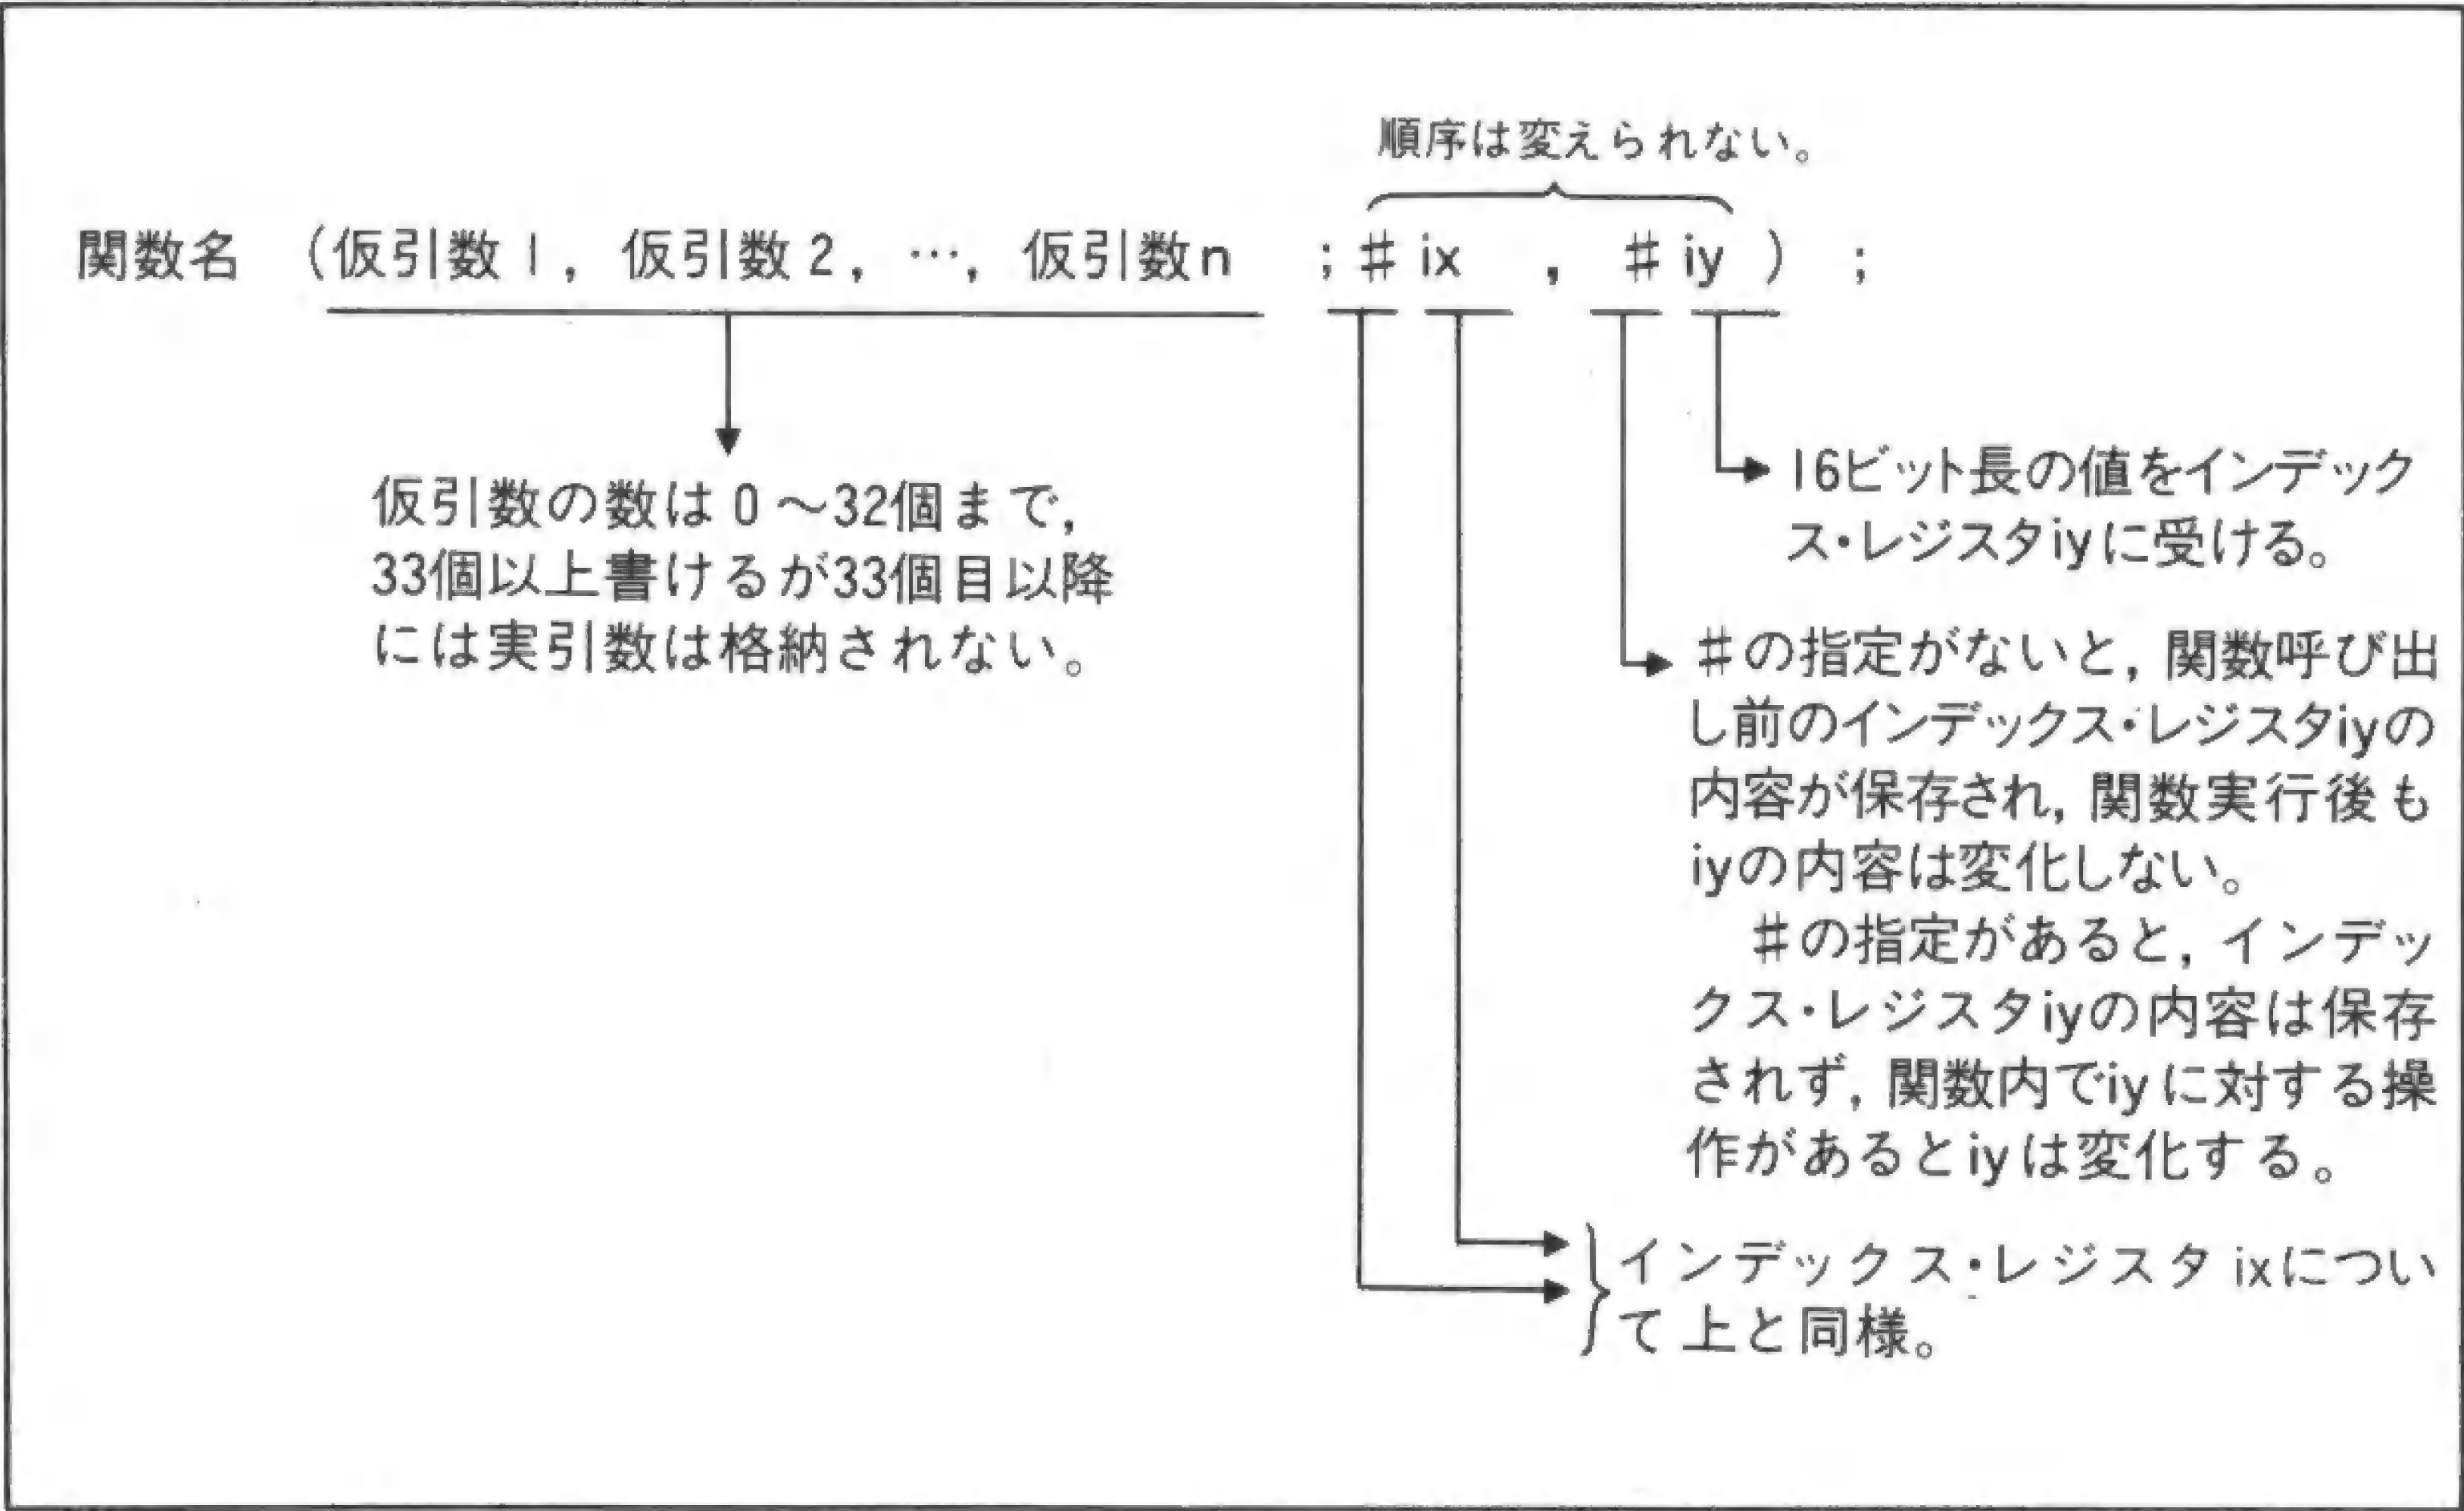 順序は変えられない。
関数名 (仮引数1, 仮引数2, …, 仮引数n ;#ix , #iy) ;
仮引数の数は0～32個まで,
33個以上書けるが33個目以降
には実引数は格納されない。
16ビット長の値をインデック
ス・レジスタiyに受ける。
#の指定がないと, 関数呼び出
し前のインデックス・レジスタiyの
内容が保存され, 関数実行後も
iyの内容は変化しない。
#の指定があると, インデッ
クス・レジスタiyの内容は保存
されず, 関数内でiyに対する操
作があるとiyは変化する。
インデックス・レジスタixについ
て上と同様。